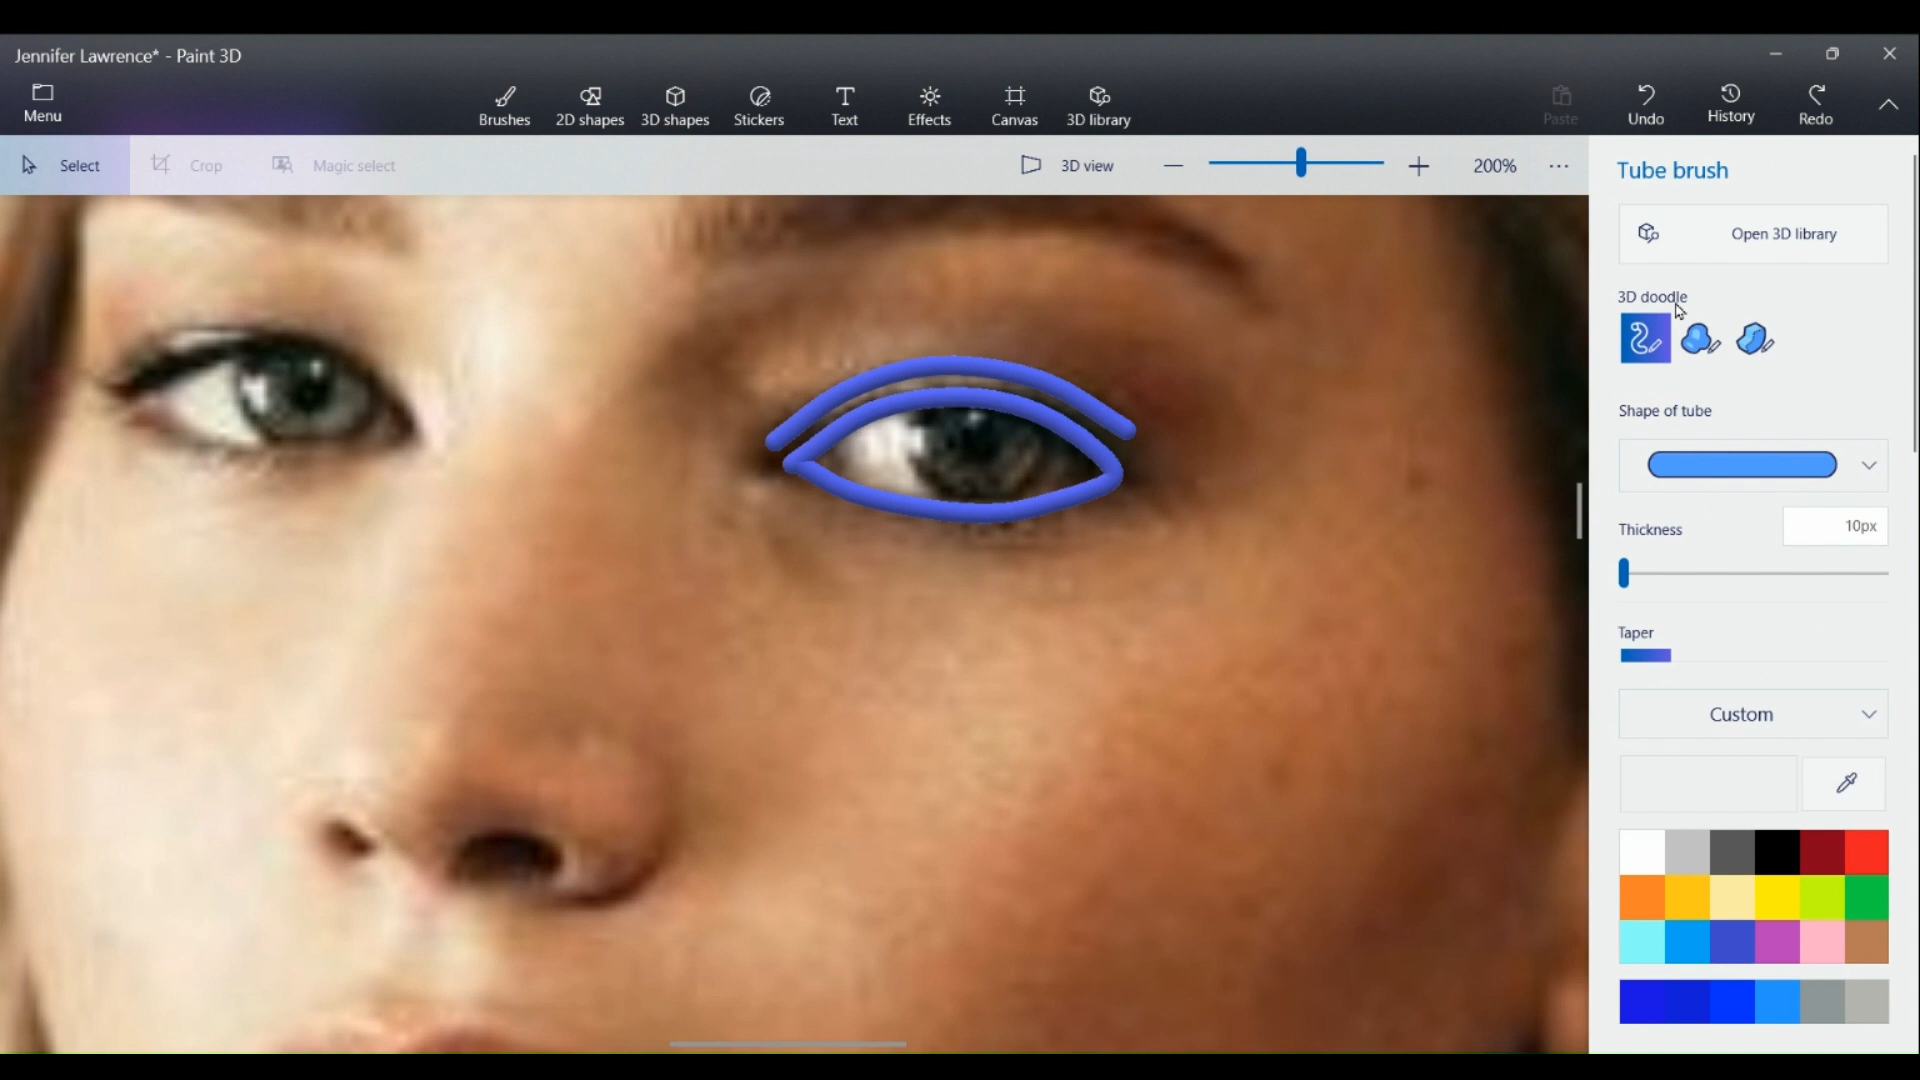 Jennifer Lawrence* - Paint 3D
Menu
Brushes
2D shapes
3D shapes
Stickers
Text
Effects
Canvas
3D library
Paste
Undo
History
Redo
Select
Crop
Magic select
3D view
200%
Tube brush
Open 3D library
3D doodle
Shape of tube
Thickness
10px
Taper
Custom